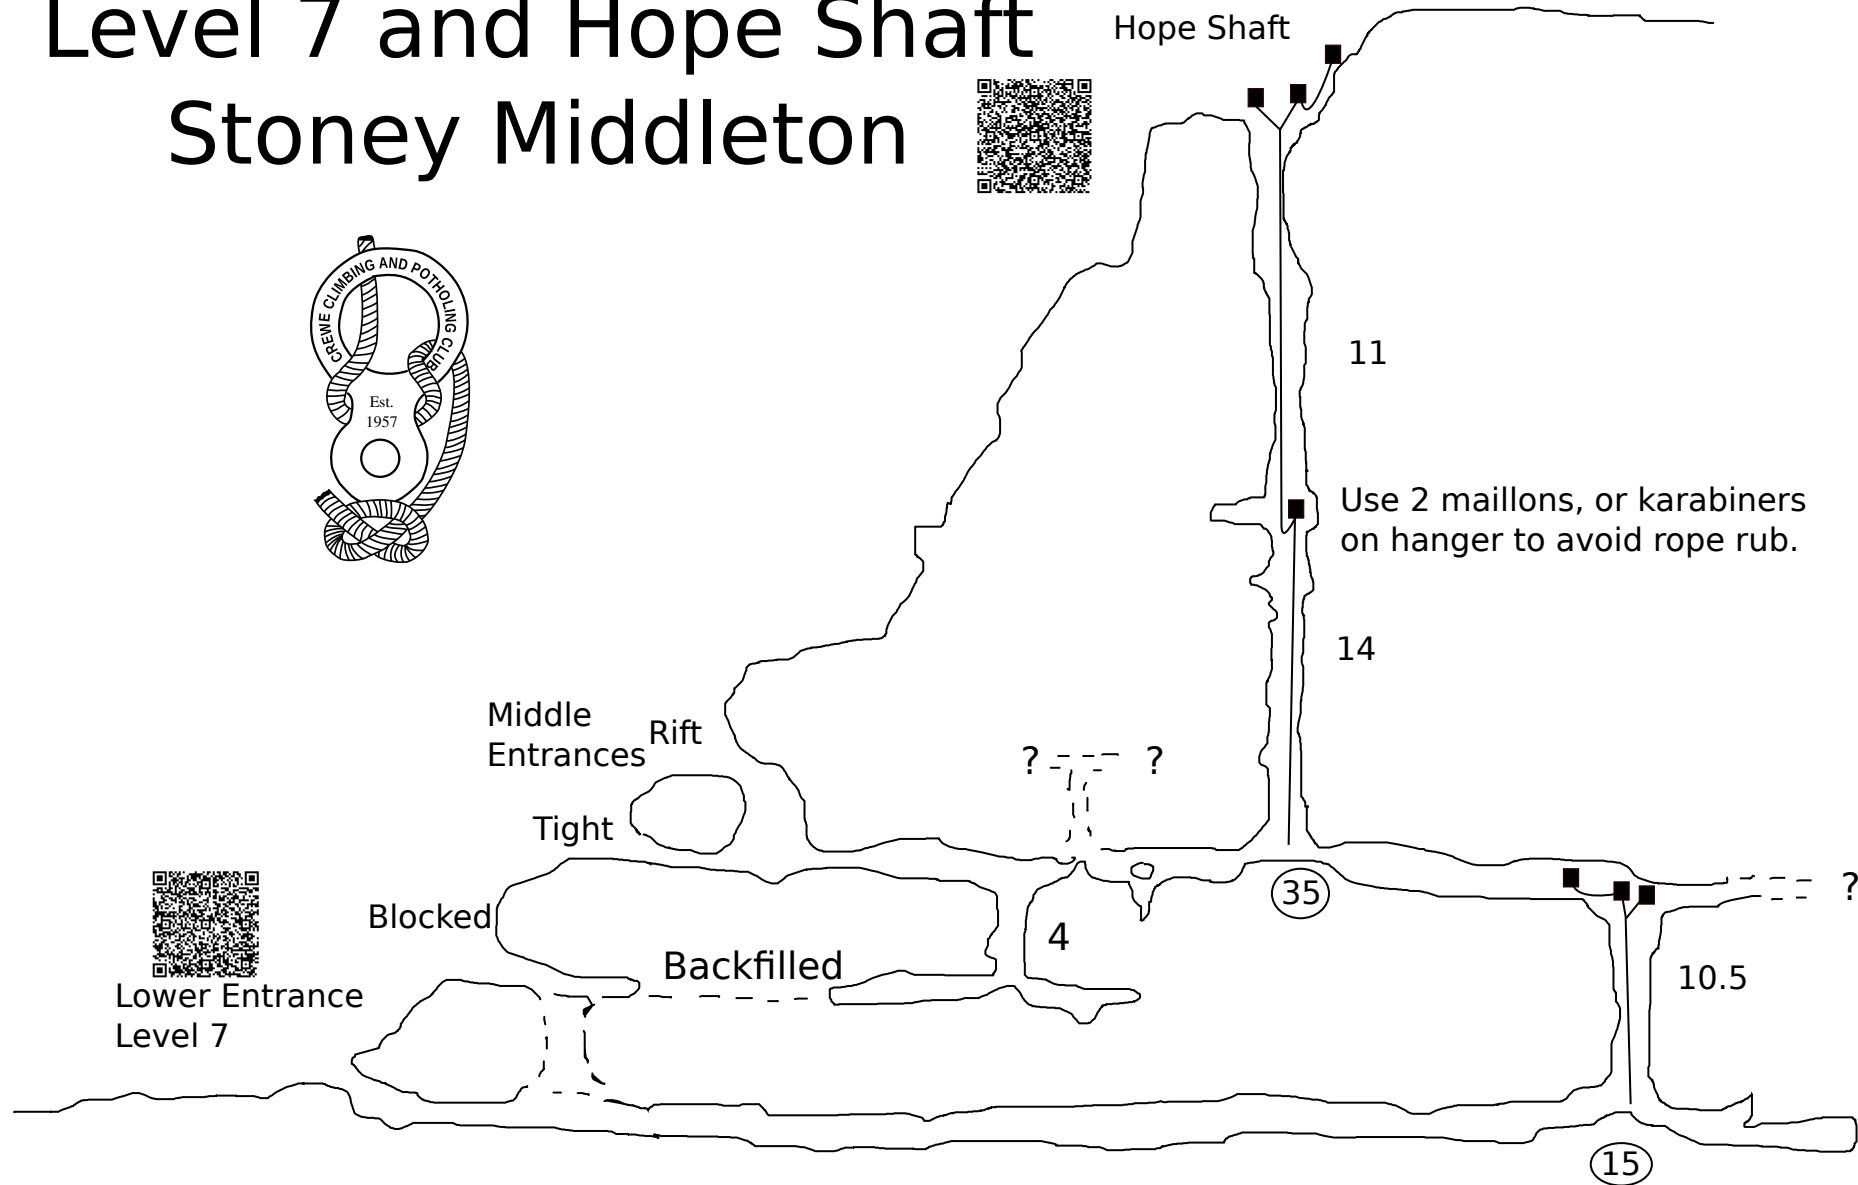 Level 7 and Hope Shaft
Stoney Middleton
Hope Shaft
CREWE CLIMBING AND POTHOLING CLUB
Est.
1957
11
Use 2 maillons, or karabiners
on hanger to avoid rope rub.
14
Middle
Entrances
Rift
? ?
Tight
35
?
Blocked
4
Backfilled
10.5
Lower Entrance
Level 7
15